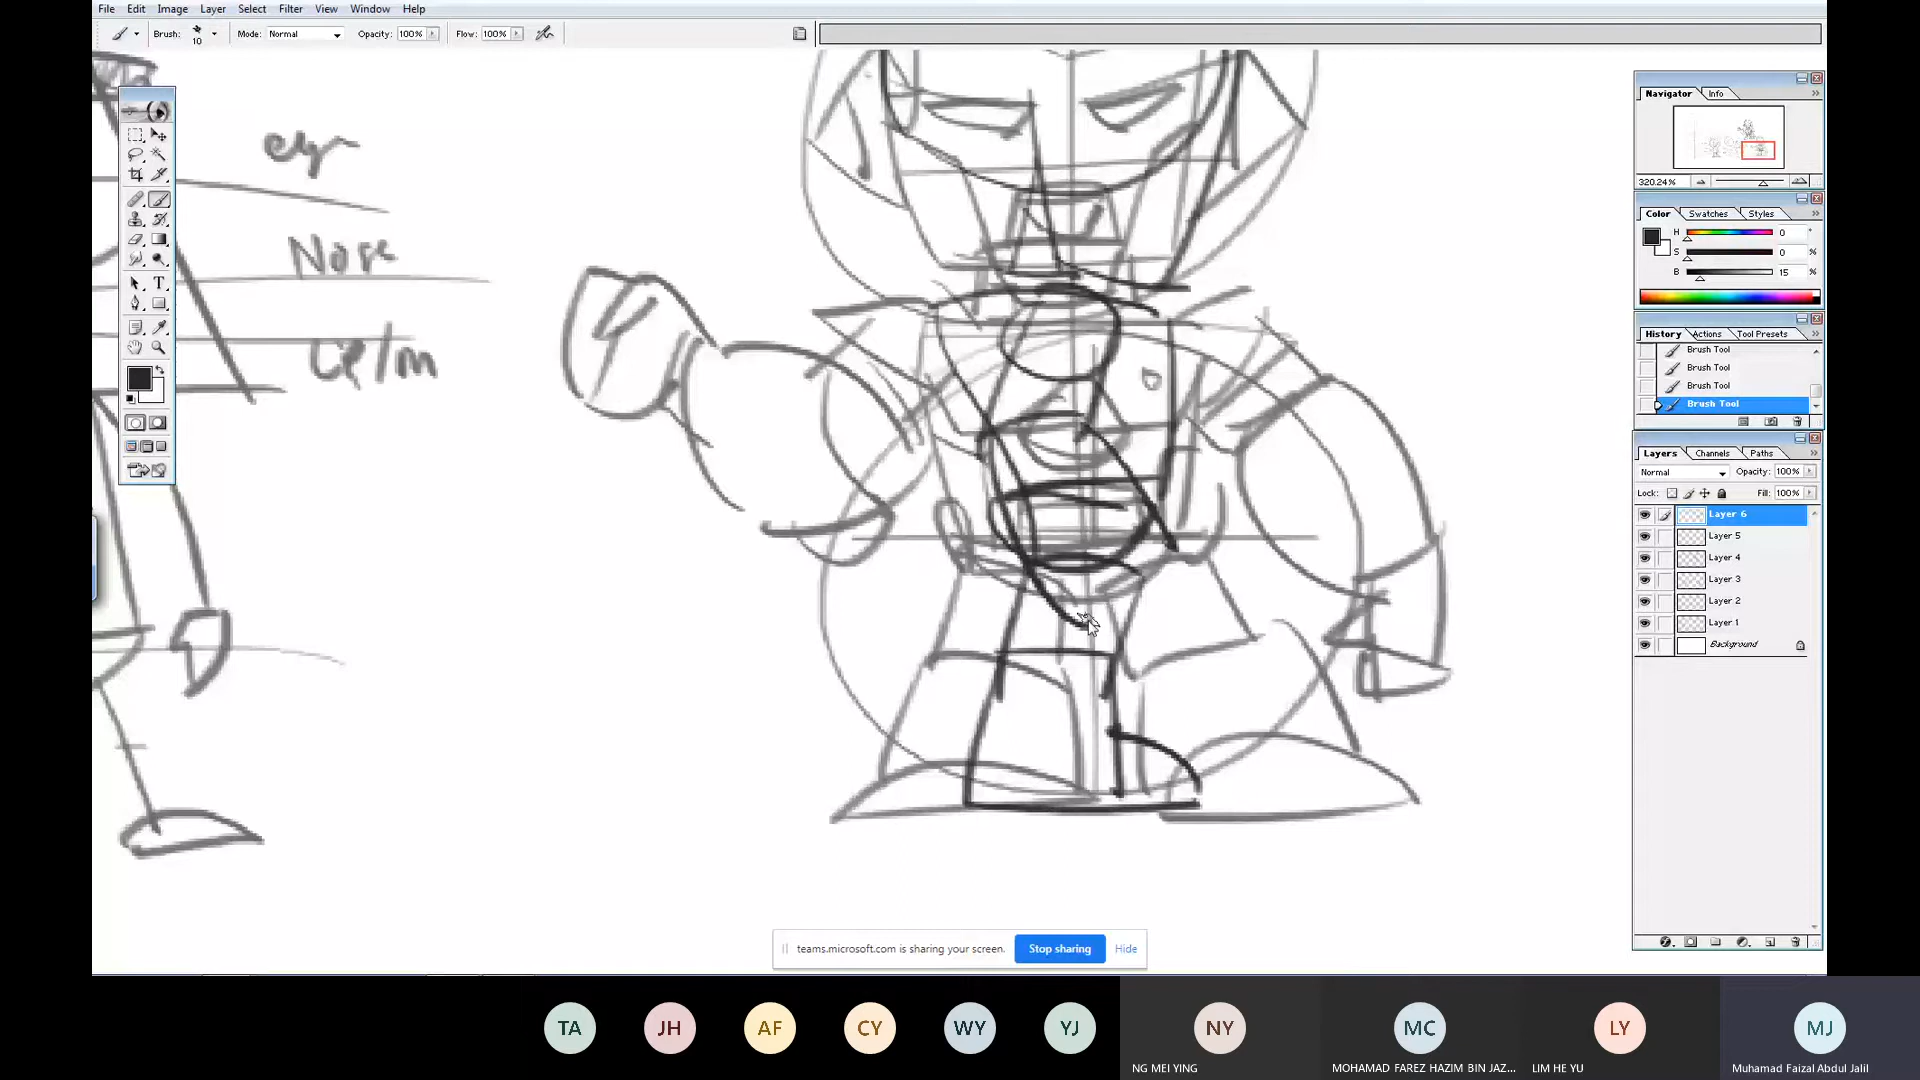 File Edit Image Layer Select Filter View Window Help
Brush: 10 Mode: Normal Opacity: 100% Flow: 100%
Navigator Info
320.24%
Color Swatches Styles
H 0 °
S 0 %
B 15 %
History Actions Tool Presets
Brush Tool
Brush Tool
Brush Tool
Brush Tool
Layers Channels Paths
Normal Opacity: 100%
Lock: Fill: 100%
Layer 6
Layer 5
Layer 4
Layer 3
Layer 2
Layer 1
Background
teams.microsoft.com is sharing your screen. Stop sharing Hide
TA JH AF CY WY YJ NY MC LY MJ
NG MEI YING MOHAMAD FAREZ HAZIM BIN JAZ... LIM HE YU Muhamad Faizal Abdul Jalil